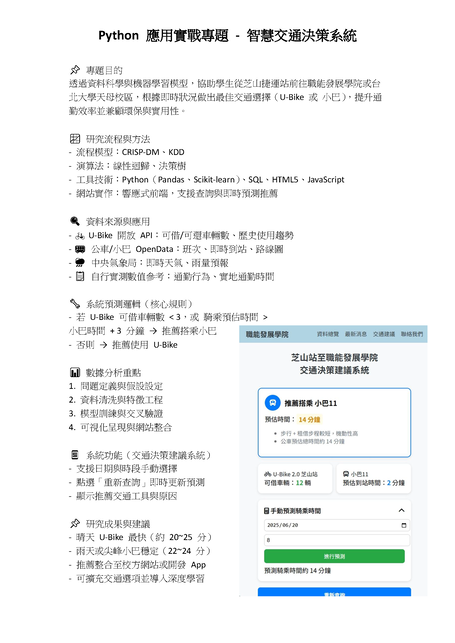 Python 應用實戰專題 - 智慧交通決策系統
專題目的
透過資料科學與機器學習模型，協助學生從芝山捷運站前往職能發展學院或台
北大學天母校區，根據即時狀況做出最佳交通選擇（U-Bike 或 小巴），提升通
勤效率並兼顧環保與實用性。
研究流程與方法
- 流程模型：CRISP-DM、KDD
- 演算法：線性迴歸、決策樹
- 工具技術：Python（Pandas、Scikit-learn）、SQL、HTML5、JavaScript
- 網站實作：響應式前端，支援查詢與即時預測推薦
資料來源與應用
- U-Bike 開放 API：可借/可還車輛數、歷史使用趨勢
- 公車/小巴 OpenData：班次、即時到站、路線圖
- 中央氣象局：即時天氣、雨量預報
- 自行實測數值參考：通勤行為、實地通勤時間
系統預測邏輯（核心規則）
- 若 U-Bike 可借車輛數 < 3，或 騎乘預估時間 >
小巴時間 + 3 分鐘 → 推薦搭乘小巴
- 否則 → 推薦使用 U-Bike
數據分析重點
1. 問題定義與假設設定
2. 資料清洗與特徵工程
3. 模型訓練與交叉驗證
4. 可視化呈現與網站整合
系統功能（交通決策建議系統）
- 支援日期與時段手動選擇
- 點選「重新查詢」即時更新預測
- 顯示推薦交通工具與原因
研究成果與建議
- 晴天 U-Bike 最快（約 20~25 分）
- 雨天或尖峰小巴穩定（22~24 分）
- 推薦整合至校方網站或開發 App
- 可擴充交通選項並導入深度學習
職能發展學院 資料總覽 最新消息 交通建議 聯絡我們
芝山站至職能發展學院
交通決策建議系統
推薦搭乘 小巴11
預估時間： 14 分鐘
步行 + 租借步程較短，機動性高
公車預估總時間約 14 分鐘
U-Bike 2.0 芝山站
可借車輛：12 輛
小巴11
預估到站時間：2 分鐘
手動預測騎乘時間
2025/06/20
8
進行預測
預測騎乘時間約 14 分鐘
重新查詢